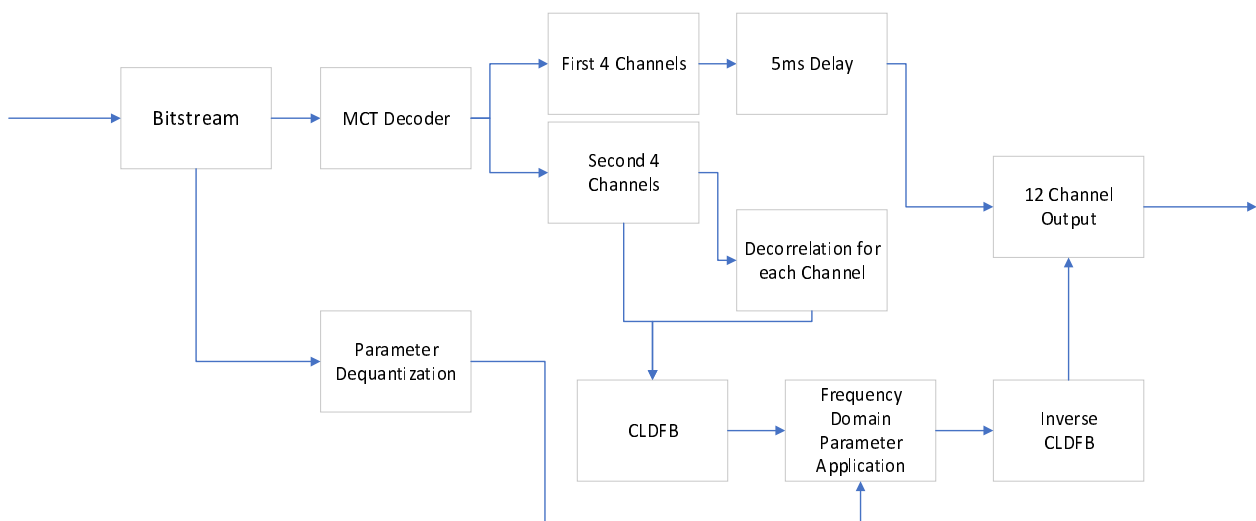 First 4 Channels
5ms Delay
Bitstream
MCT Decoder
Second 4
Channels
12 Channel
Output
Decorrelation for
each Channel
Parameter
Dequantization
CLDFB
Frequency
Domain
Parameter
Application
Inverse
CLDFB